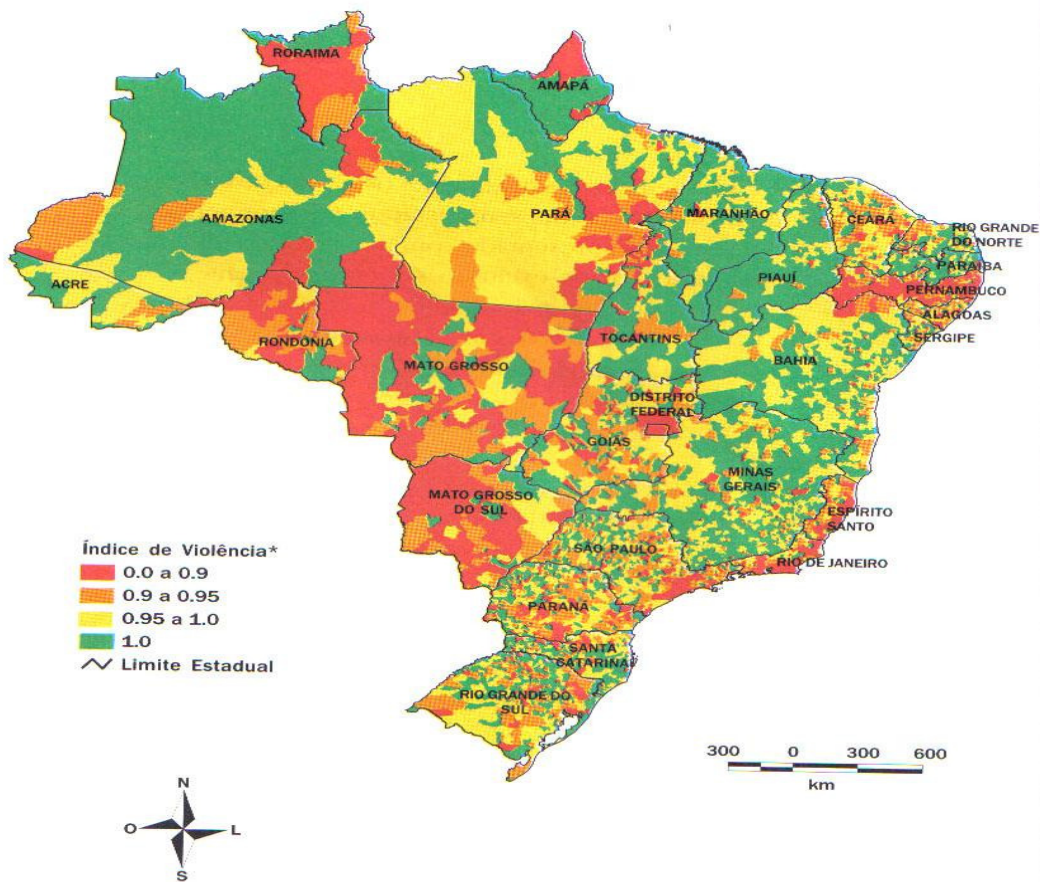 RORAIMA
AMAPÁ
AMAZONAS
PARÁ
MARANHÃO
CEARÁ
RIO GRANDE
DO NORTE
PARAÍBA
PIAUÍ
PERNAMBUCO
ACRE
ALAGOAS
SERGIPE
RONDÔNIA
TOCANTINS
MATO GROSSO
BAHIA
DISTRITO
FEDERAL
GOIÁS
MINAS
GERAIS
MATO GROSSO
DO SUL
ESPÍRITO
SANTO
SÃO PAULO
RIO DE JANEIRO
PARANÁ
SANTA
CATARINA
RIO GRANDE DO
SUL
Índice de Violência*
0.0 a 0.9
0.9 a 0.95
0.95 a 1.0
1.0
Limite Estadual
300 0 300 600
km
N
O L
S